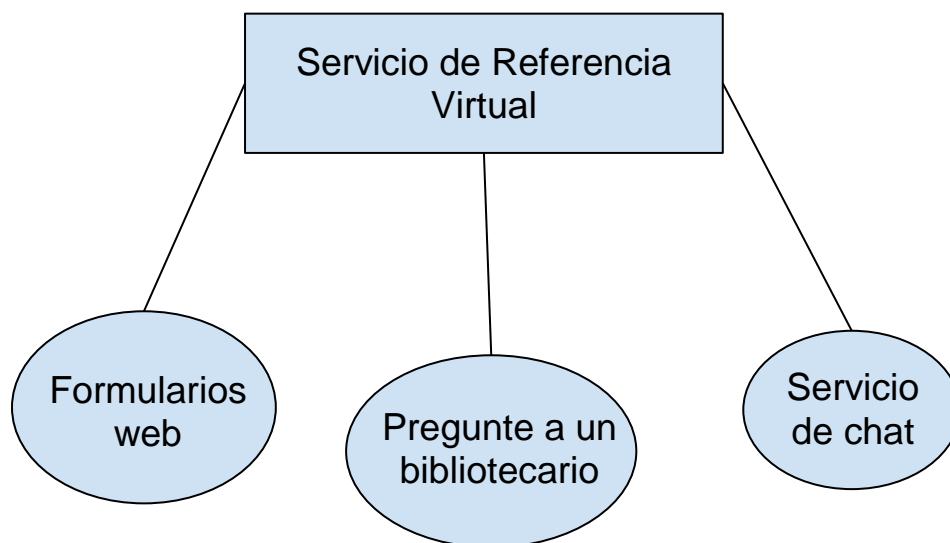 Servicio de Referencia
Virtual
Formularios
web
Pregunte a un
bibliotecario
Servicio
de chat